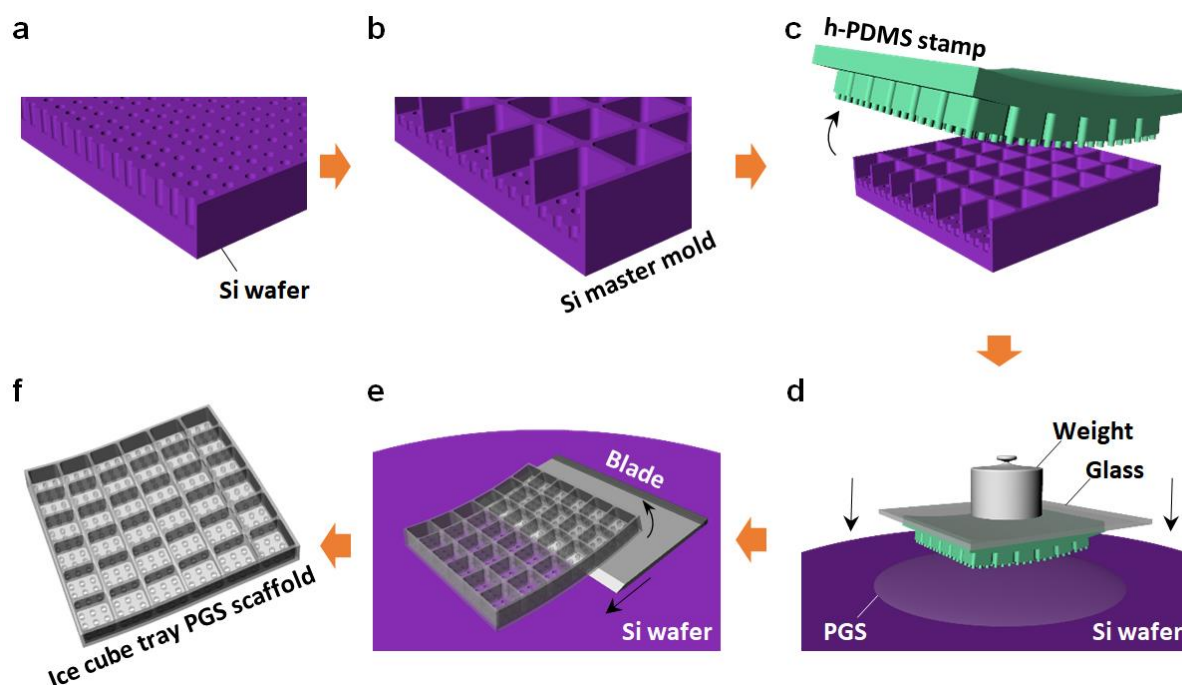 a
b
c
h-PDMS stamp
Si wafer
Si master mold
f
e
d
Blade
Weight
Glass
Ice cube tray PGS scaffold
Si wafer
PGS
Si wafer